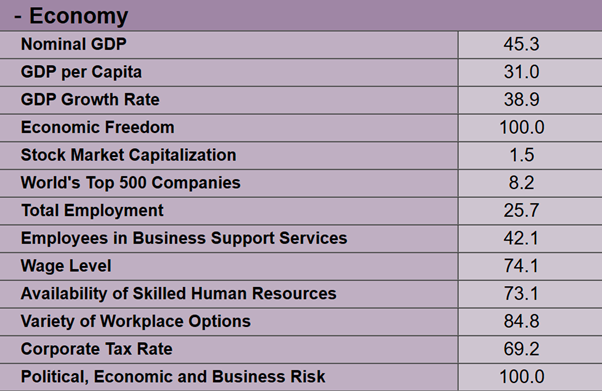 - Economy
Nominal GDP 45.3
GDP per Capita 31.0
GDP Growth Rate 38.9
Economic Freedom 100.0
Stock Market Capitalization 1.5
World's Top 500 Companies 8.2
Total Employment 25.7
Employees in Business Support Services 42.1
Wage Level 74.1
Availability of Skilled Human Resources 73.1
Variety of Workplace Options 84.8
Corporate Tax Rate 69.2
Political, Economic and Business Risk 100.0